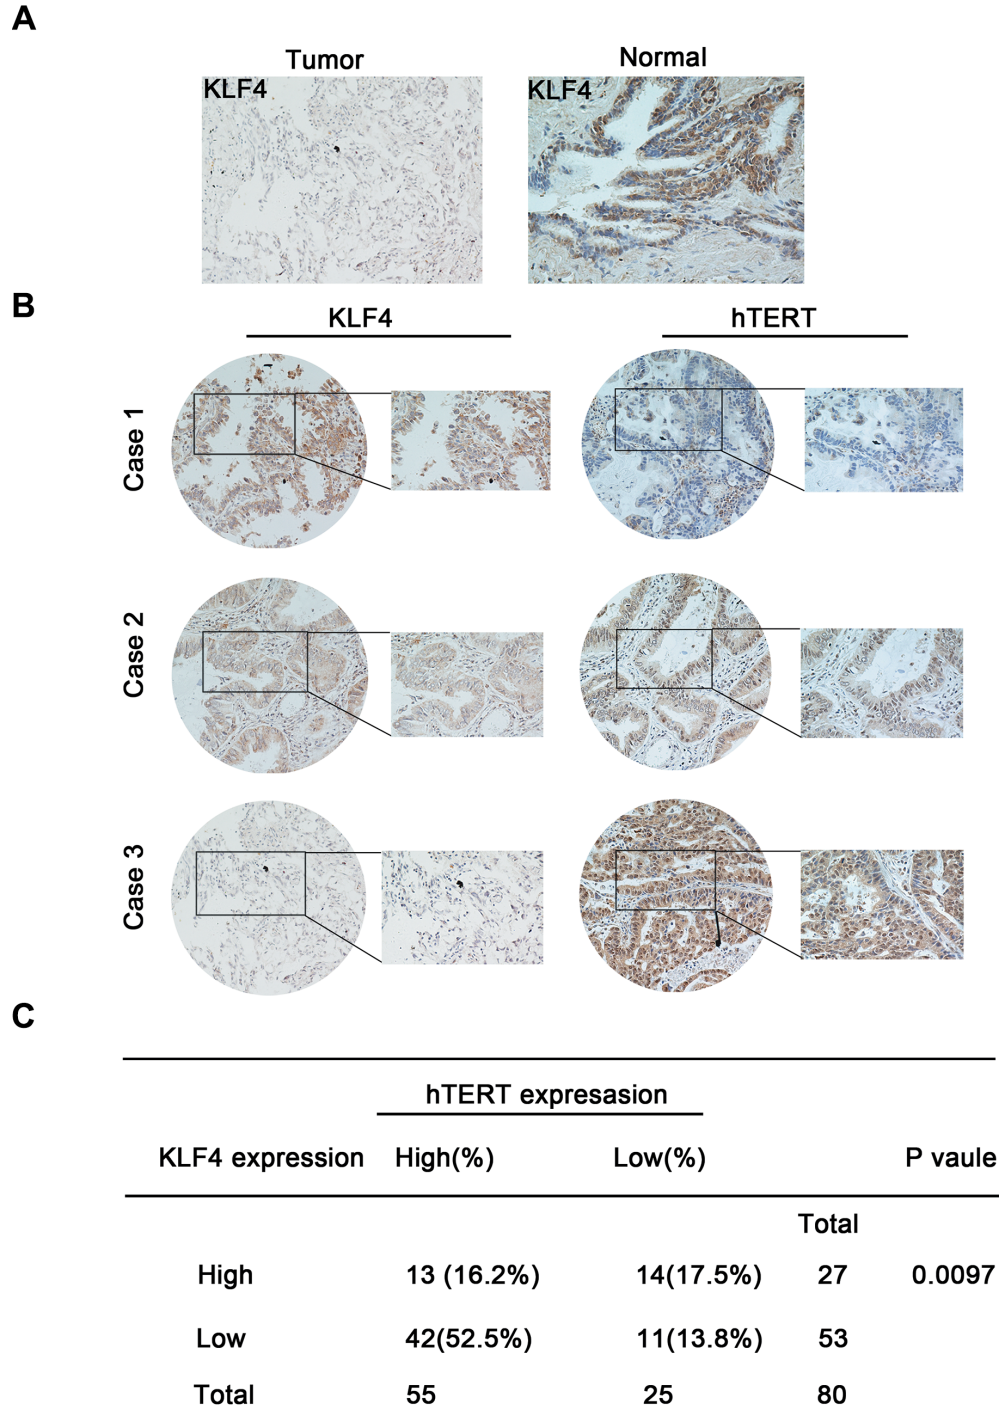 A
Tumor Normal
KLF4 KLF4
B
KLF4 hTERT
Case 1
Case 2
Case 3
C
hTERT expresasion
KLF4 expression High(%) Low(%) P vaule
Total
High 13 (16.2%) 14(17.5%) 27 0.0097
Low 42(52.5%) 11(13.8%) 53
Total 55 25 80